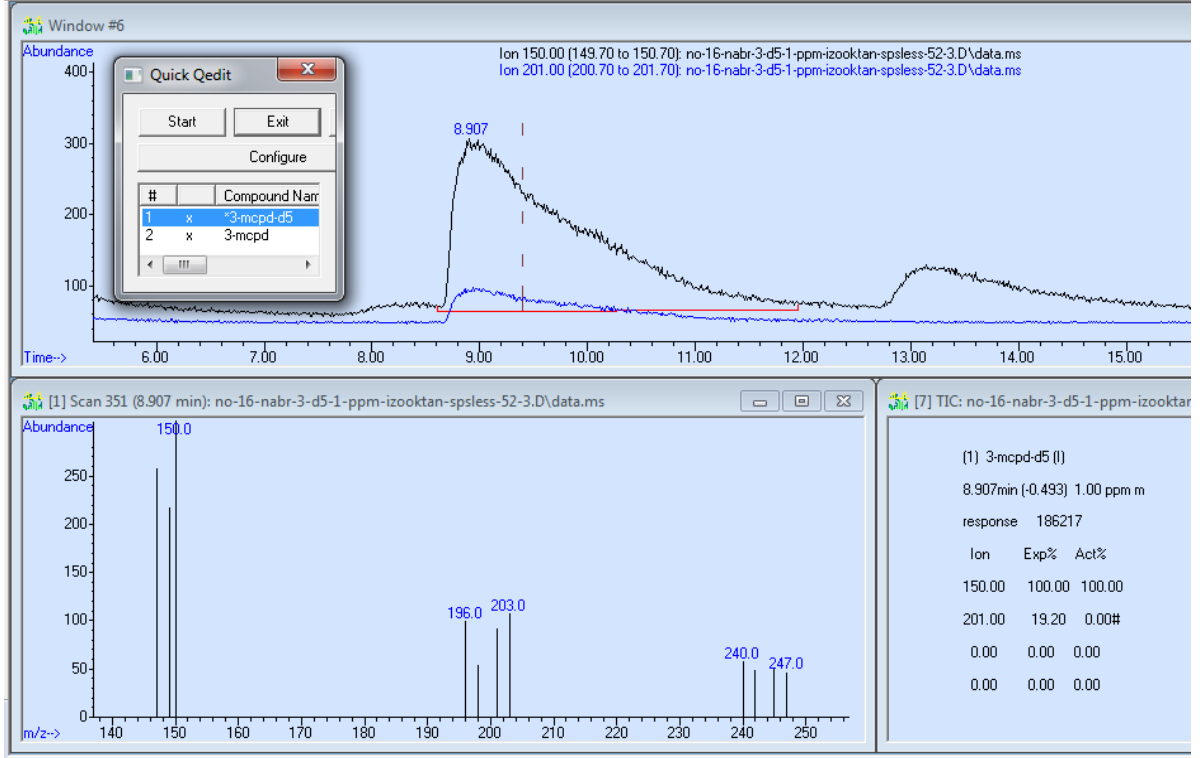 Window #6
Abundance
Ion 150.00 (149.70 to 150.70): no-16-nabr-3-d5-1-ppm-izooktan-spsless-52-3.D\data.ms
Ion 201.00 (200.70 to 201.70): no-16-nabr-3-d5-1-ppm-izooktan-spsless-52-3.D\data.ms
400
300
200
100
8.907
Time-->
6.00 7.00 8.00 9.00 10.00 11.00 12.00 13.00 14.00 15.00
Quick Qedit
Start Exit
Configure
# Compound Nam
1 x *3-mcpd-d5
2 x 3-mcpd
[1] Scan 351 (8.907 min): no-16-nabr-3-d5-1-ppm-izooktan-spsless-52-3.D\data.ms
Abundance
150.0
250
200
150
100
50
0
196.0 203.0
240.0 247.0
m/z-->
140 150 160 170 180 190 200 210 220 230 240 250
[7] TIC: no-16-nabr-3-d5-1-ppm-izooktan
(1) 3-mcpd-d5 (I)
8.907min (-0.493) 1.00 ppm m
response 186217
Ion Exp% Act%
150.00 100.00 100.00
201.00 19.20 0.00#
0.00 0.00 0.00
0.00 0.00 0.00